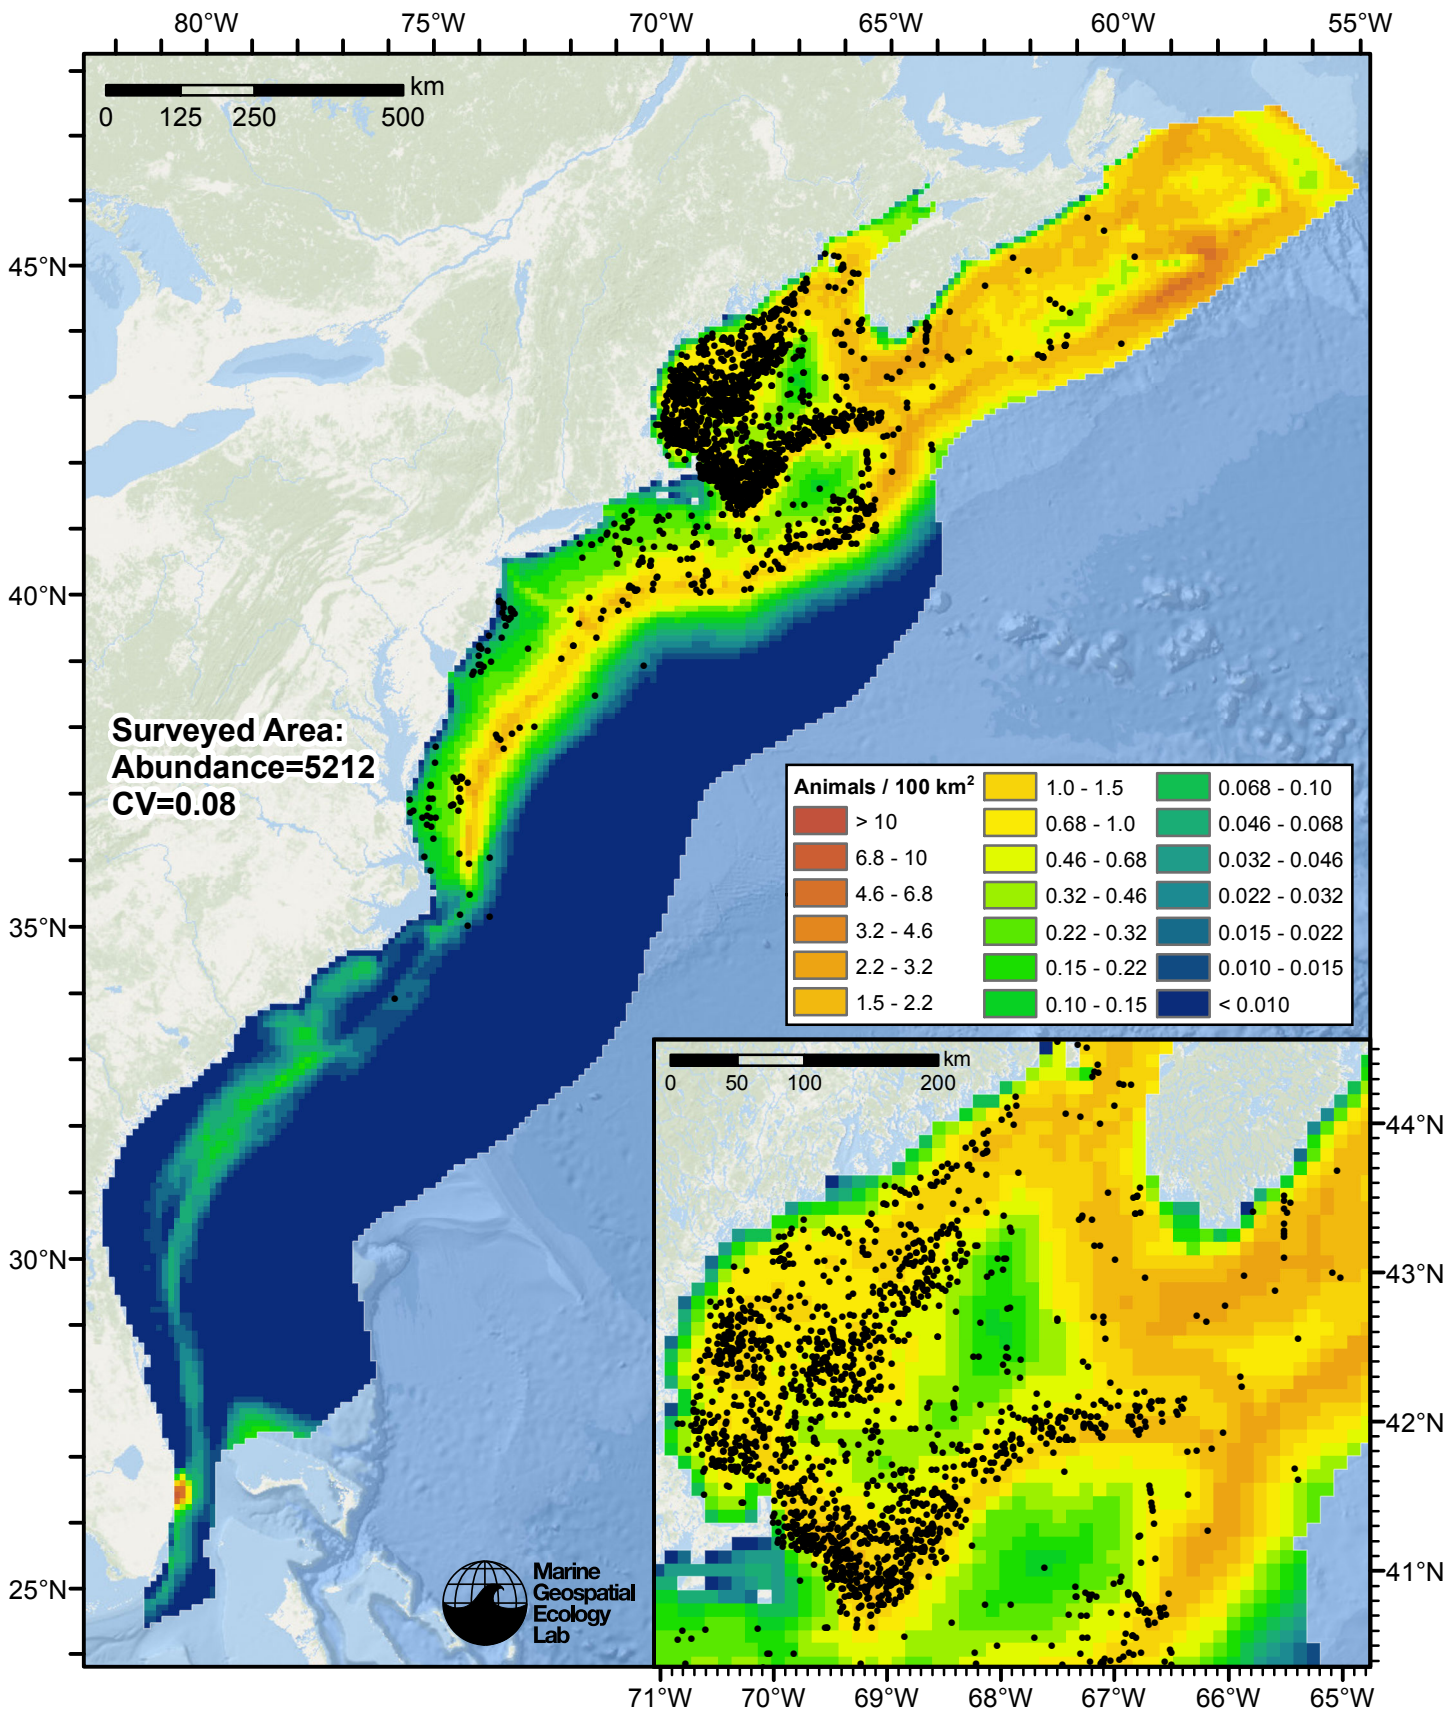 80°W 75°W 70°W 65°W 60°W 55°W
km
0 125 250 500
45°N
40°N
Surveyed Area:
Abundance=5212
CV=0.08
35°N
30°N
25°N
Animals / 100 km²
> 10
6.8 - 10
4.6 - 6.8
3.2 - 4.6
2.2 - 3.2
1.5 - 2.2
1.0 - 1.5
0.68 - 1.0
0.46 - 0.68
0.32 - 0.46
0.22 - 0.32
0.15 - 0.22
0.10 - 0.15
0.068 - 0.10
0.046 - 0.068
0.032 - 0.046
0.022 - 0.032
0.015 - 0.022
0.010 - 0.015
< 0.010
km
0 50 100 200
44°N
43°N
42°N
41°N
Marine
Geospatial
Ecology
Lab
71°W 70°W 69°W 68°W 67°W 66°W 65°W